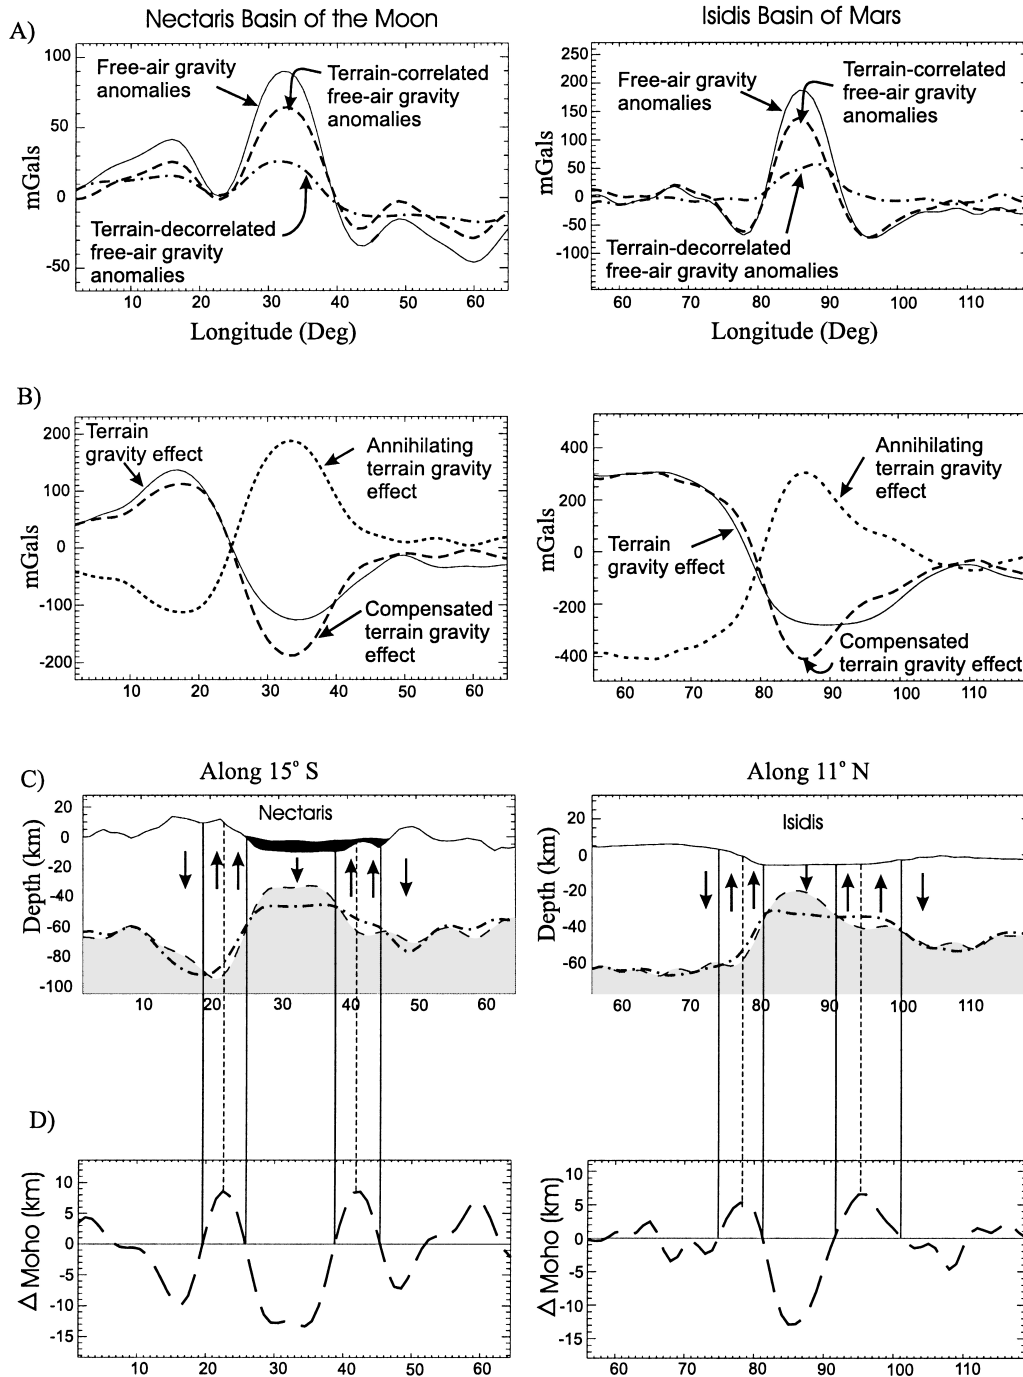 Nectaris Basin of the Moon
Isidis Basin of Mars
A)
100
50
0
-50
mGals
Free-air gravity
anomalies
Terrain-correlated
free-air gravity
anomalies
Terrain-decorrelated
free-air gravity
anomalies
10 20 30 40 50 60
Longitude (Deg)
250
200
150
100
50
0
-50
-100
mGals
Free-air gravity
anomalies
Terrain-correlated
free-air gravity
anomalies
Terrain-decorrelated
free-air gravity anomalies
60 70 80 90 100 110
Longitude (Deg)
B)
200
100
0
-100
-200
mGals
Terrain
gravity effect
Annihilating
terrain gravity
effect
Compensated
terrain gravity
effect
10 20 30 40 50 60
400
200
0
-200
-400
mGals
Annihilating
terrain gravity
effect
Terrain
gravity effect
Compensated
terrain gravity effect
60 70 80 90 100 110
C)
Along 15° S
20
0
-20
-40
-60
-80
-100
Depth (km)
Nectaris
10 20 30 40 50 60
Along 11° N
20
0
-20
-40
-60
Depth (km)
Isidis
60 70 80 90 100 110
D)
10
5
0
-5
-10
-15
Δ Moho (km)
10 20 30 40 50 60
10
5
0
-5
-10
-15
Δ Moho (km)
60 70 80 90 100 110